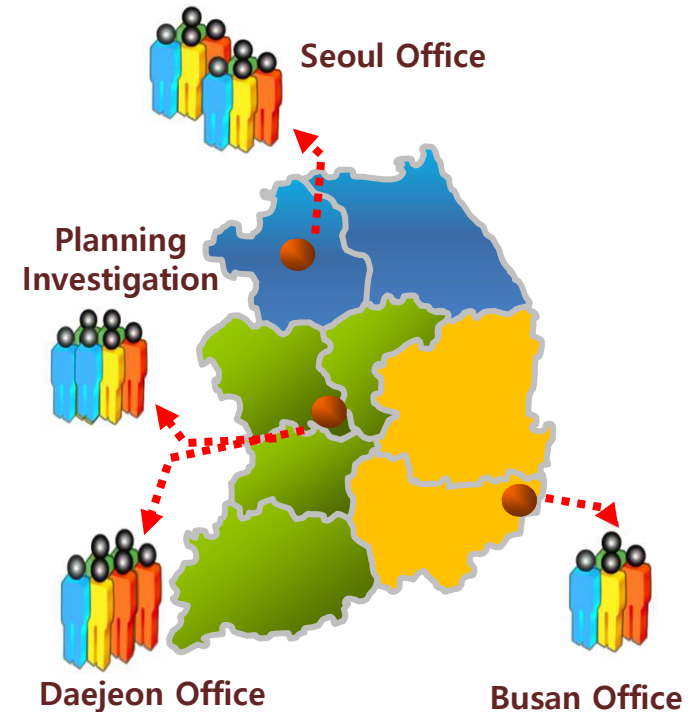 Seoul Office
Planning
Investigation
Daejeon Office
Busan Office